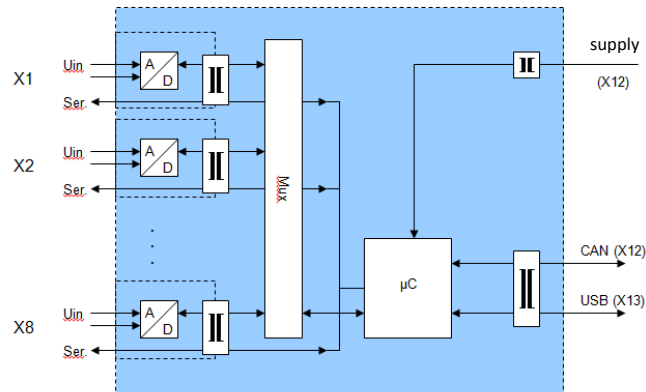 supply
(X12)
X1
Uin
A
D
Ser.
X2
Uin
A
D
Ser.
Mux
.
.
.
CAN (X12)
µC
USB (X13)
X8
Uin
A
D
Ser.